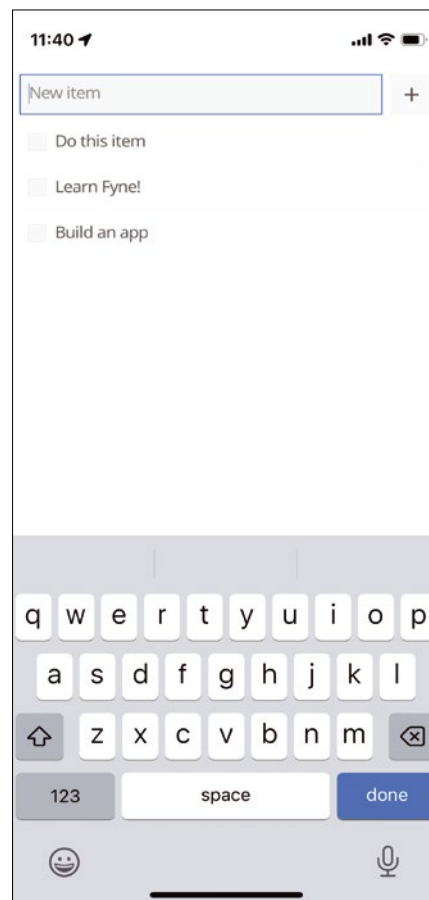 11:40
New item
+
Do this item
Learn Fyne!
Build an app
q w e r t y u i o p
a s d f g h j k l
z x c v b n m
123 space done